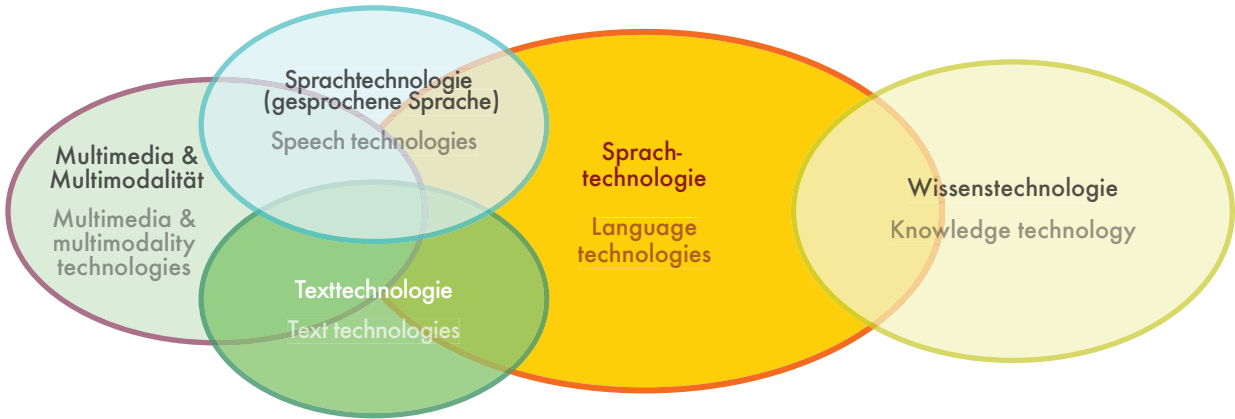 Multimedia &
Multimodalität
Multimedia &
multimodality
technologies
Sprachtechnologie
(gesprochene Sprache)
Speech technologies
Texttechnologie
Text technologies
Sprach-
technologie
Language
technologies
Wissenstechnologie
Knowledge technology